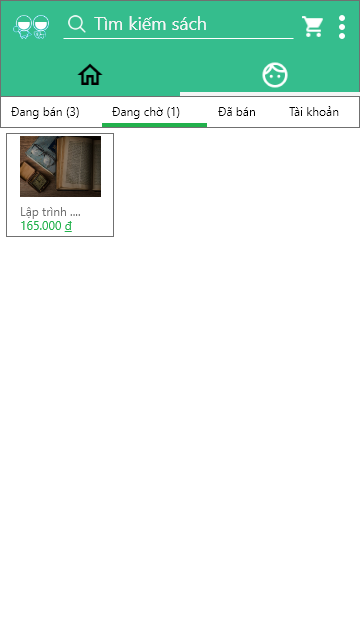 Tìm kiếm sách
Đang bán (3) Đang chờ (1) Đã bán Tài khoản
Lập trình ....
165.000 ₫